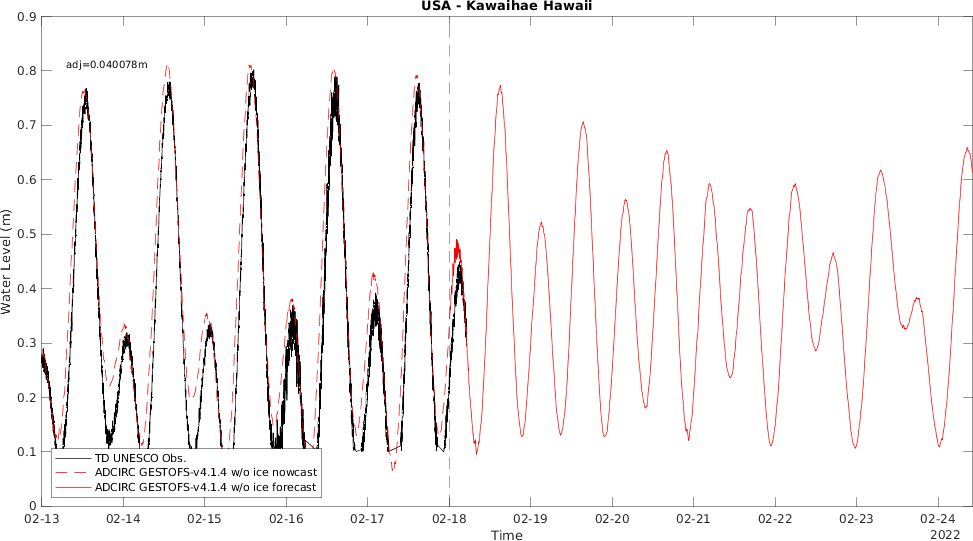 USA - Kawaihae Hawaii
adj=0.040078m
0.9
0.8
0.7
0.6
0.5
0.4
0.3
0.2
0.1
0
Water Level (m)
TD UNESCO Obs.
ADCIRC GESTOFS-v4.1.4 w/o ice nowcast
ADCIRC GESTOFS-v4.1.4 w/o ice forecast
02-13 02-14 02-15 02-16 02-17 02-18 02-19 02-20 02-21 02-22 02-23 02-24
2022
Time